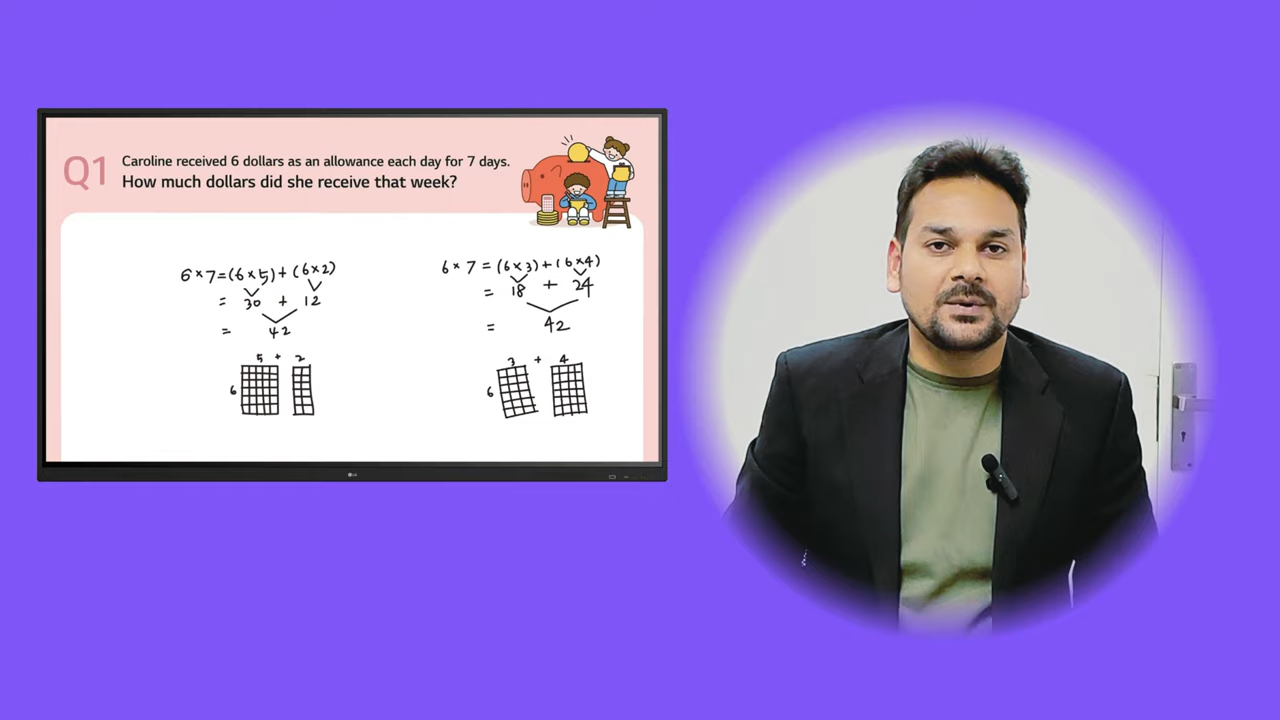 Q1
Caroline received 6 dollars as an allowance each day for 7 days.
How much dollars did she receive that week?
6 × 7 = (6 × 5) + (6 × 2)
= 30 + 12
= 42
5 + 2
6
6 × 7 = (6 × 3) + (6 × 4)
= 18 + 24
= 42
3 + 4
6
LG